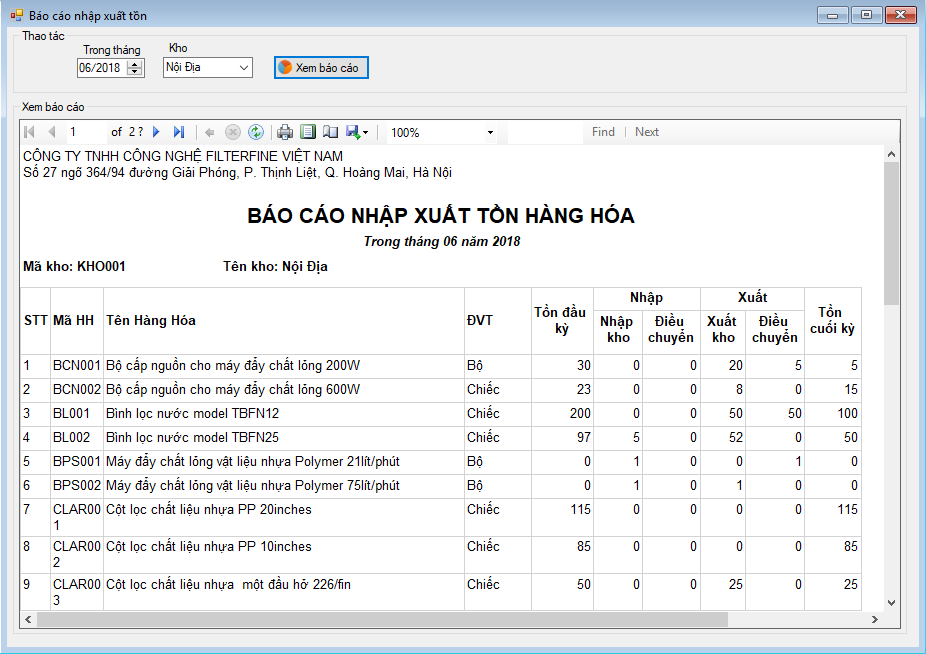 Báo cáo nhập xuất tồn
Thao tác
Trong tháng Kho
06/2018 Nội Địa Xem báo cáo
Xem báo cáo
1 of 2 ? 100% Find | Next
CÔNG TY TNHH CÔNG NGHỆ FILTERFINE VIỆT NAM
Số 27 ngõ 364/94 đường Giải Phóng, P. Thịnh Liệt, Q. Hoàng Mai, Hà Nội
BÁO CÁO NHẬP XUẤT TỒN HÀNG HÓA
Trong tháng 06 năm 2018
Mã kho: KHO001 Tên kho: Nội Địa
STT Mã HH Tên Hàng Hóa ĐVT Tồn đầu kỳ Nhập Xuất Tồn cuối kỳ
Nhập kho Điều chuyển Xuất kho Điều chuyển
1 BCN001 Bộ cấp nguồn cho máy đẩy chất lõng 200W Bộ 30 0 0 20 5 5
2 BCN002 Bộ cấp nguồn cho máy đẩy chất lõng 600W Chiếc 23 0 0 8 0 15
3 BL001 Bình lọc nước model TBFN12 Chiếc 200 0 0 50 50 100
4 BL002 Bình lọc nước model TBFN25 Chiếc 97 5 0 52 0 50
5 BPS001 Máy đẩy chất lõng vật liệu nhựa Polymer 21lít/phút Bộ 0 1 0 0 1 0
6 BPS002 Máy đẩy chất lõng vật liệu nhựa Polymer 75lít/phút Bộ 0 1 0 1 0 0
7 CLAR001 Cột lọc chất liệu nhựa PP 20inches Chiếc 115 0 0 0 0 115
8 CLAR002 Cột lọc chất liệu nhựa PP 10inches Chiếc 85 0 0 0 0 85
9 CLAR003 Cột lọc chất liệu nhựa một đầu hở 226/fin Chiếc 50 0 0 25 0 25